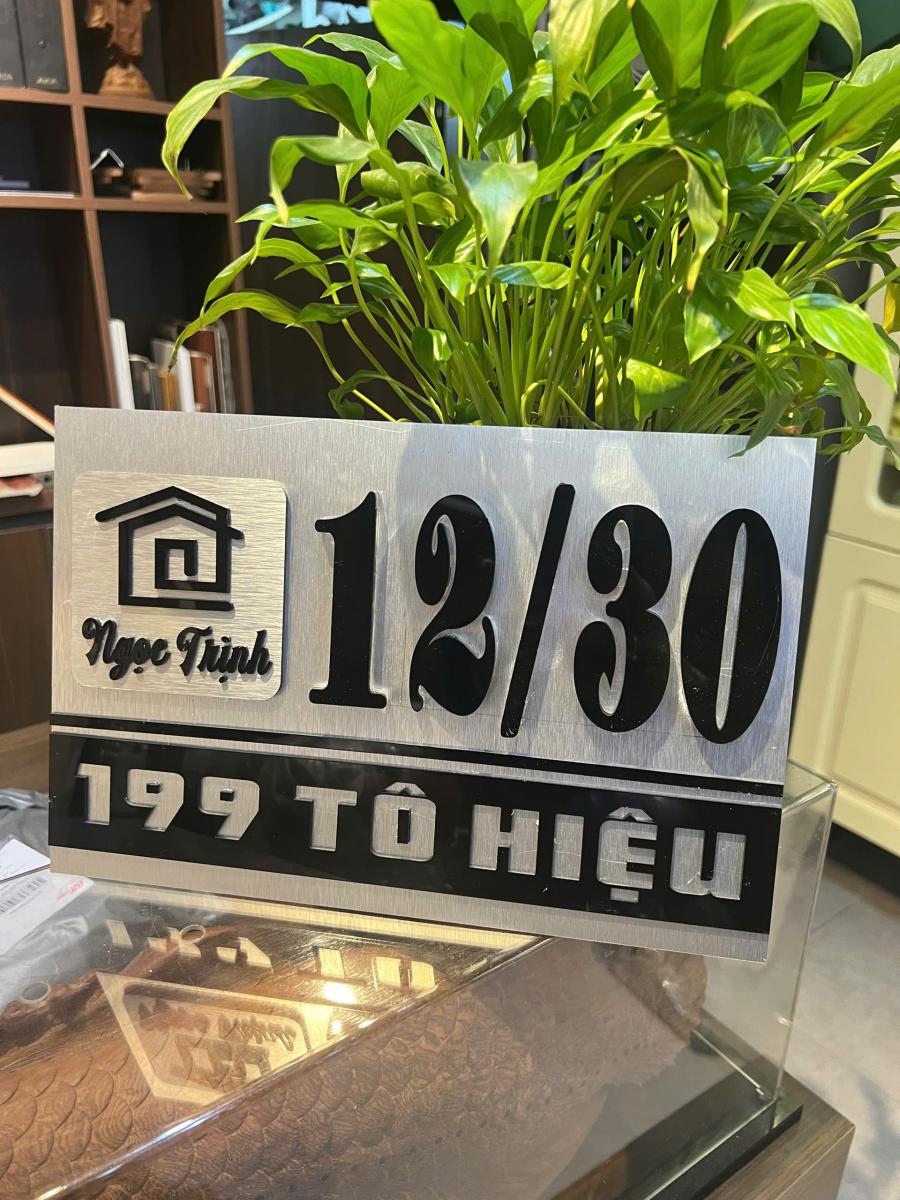 Ngọc Trịnh
12/30
199 TÔ HIỆU